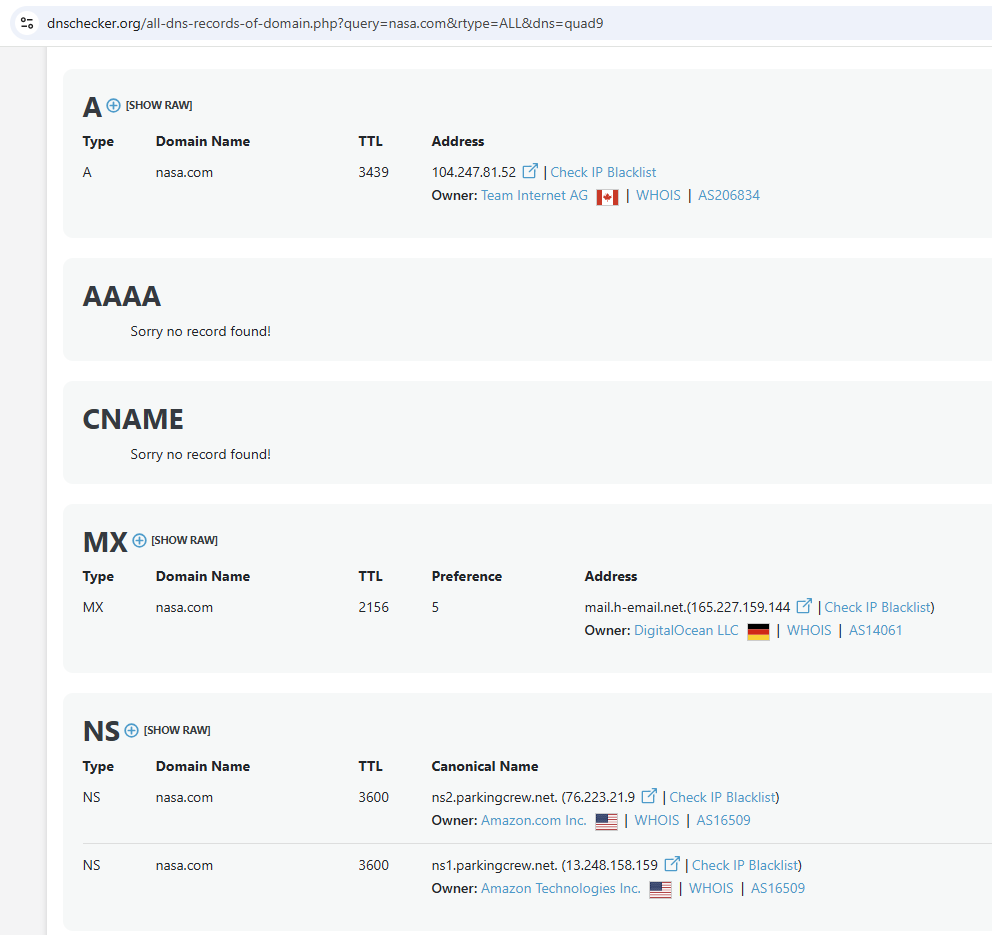 dnschecker.org/all-dns-records-of-domain.php?query=nasa.com&rtype=ALL&dns=quad9
A [SHOW RAW]
Type Domain Name TTL Address
A nasa.com 3439 104.247.81.52 | Check IP Blacklist
Owner: Team Internet AG | WHOIS | AS206834
AAAA
Sorry no record found!
CNAME
Sorry no record found!
MX [SHOW RAW]
Type Domain Name TTL Preference Address
MX nasa.com 2156 5 mail.h-email.net.(165.227.159.144 | Check IP Blacklist)
Owner: DigitalOcean LLC | WHOIS | AS14061
NS [SHOW RAW]
Type Domain Name TTL Canonical Name
NS nasa.com 3600 ns2.parkingcrew.net. (76.223.21.9 | Check IP Blacklist)
Owner: Amazon.com Inc. | WHOIS | AS16509
NS nasa.com 3600 ns1.parkingcrew.net. (13.248.158.159 | Check IP Blacklist)
Owner: Amazon Technologies Inc. | WHOIS | AS16509